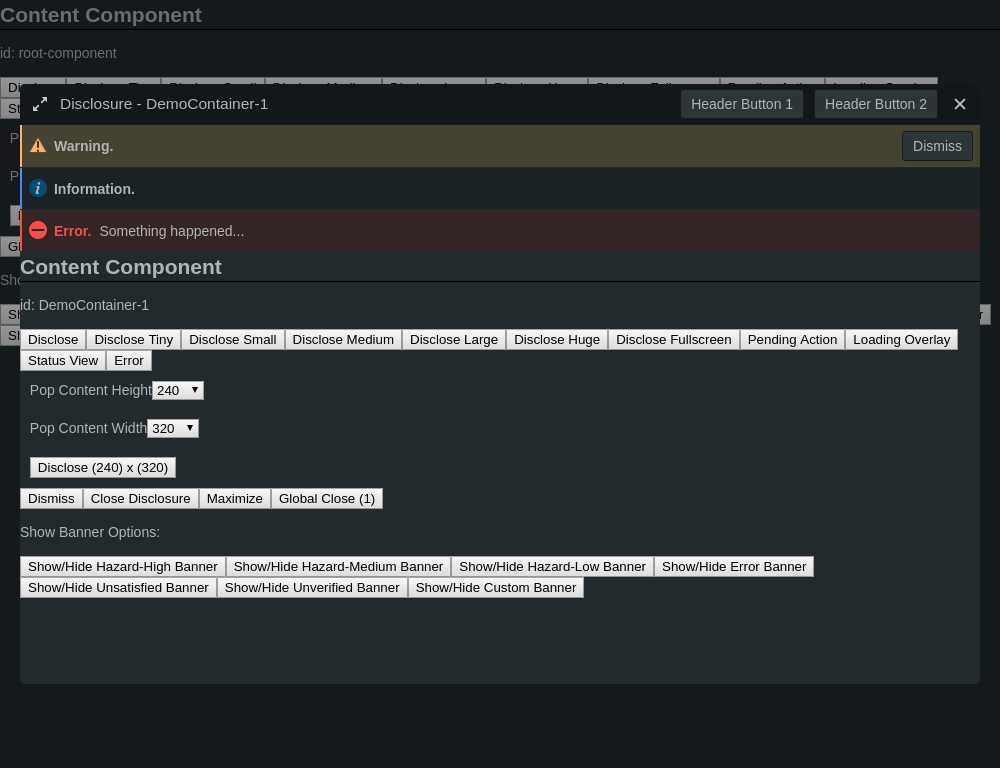 Content Component
id: root-component
Disclosure - DemoContainer-1
Header Button 1
Header Button 2
Warning.
Dismiss
Information.
Error. Something happened...
Content Component
id: DemoContainer-1
Disclose Disclose Tiny Disclose Small Disclose Medium Disclose Large Disclose Huge Disclose Fullscreen Pending Action Loading Overlay
Status View Error
Pop Content Height 240
Pop Content Width 320
Disclose (240) x (320)
Dismiss Close Disclosure Maximize Global Close (1)
Show Banner Options:
Show/Hide Hazard-High Banner Show/Hide Hazard-Medium Banner Show/Hide Hazard-Low Banner Show/Hide Error Banner
Show/Hide Unsatisfied Banner Show/Hide Unverified Banner Show/Hide Custom Banner